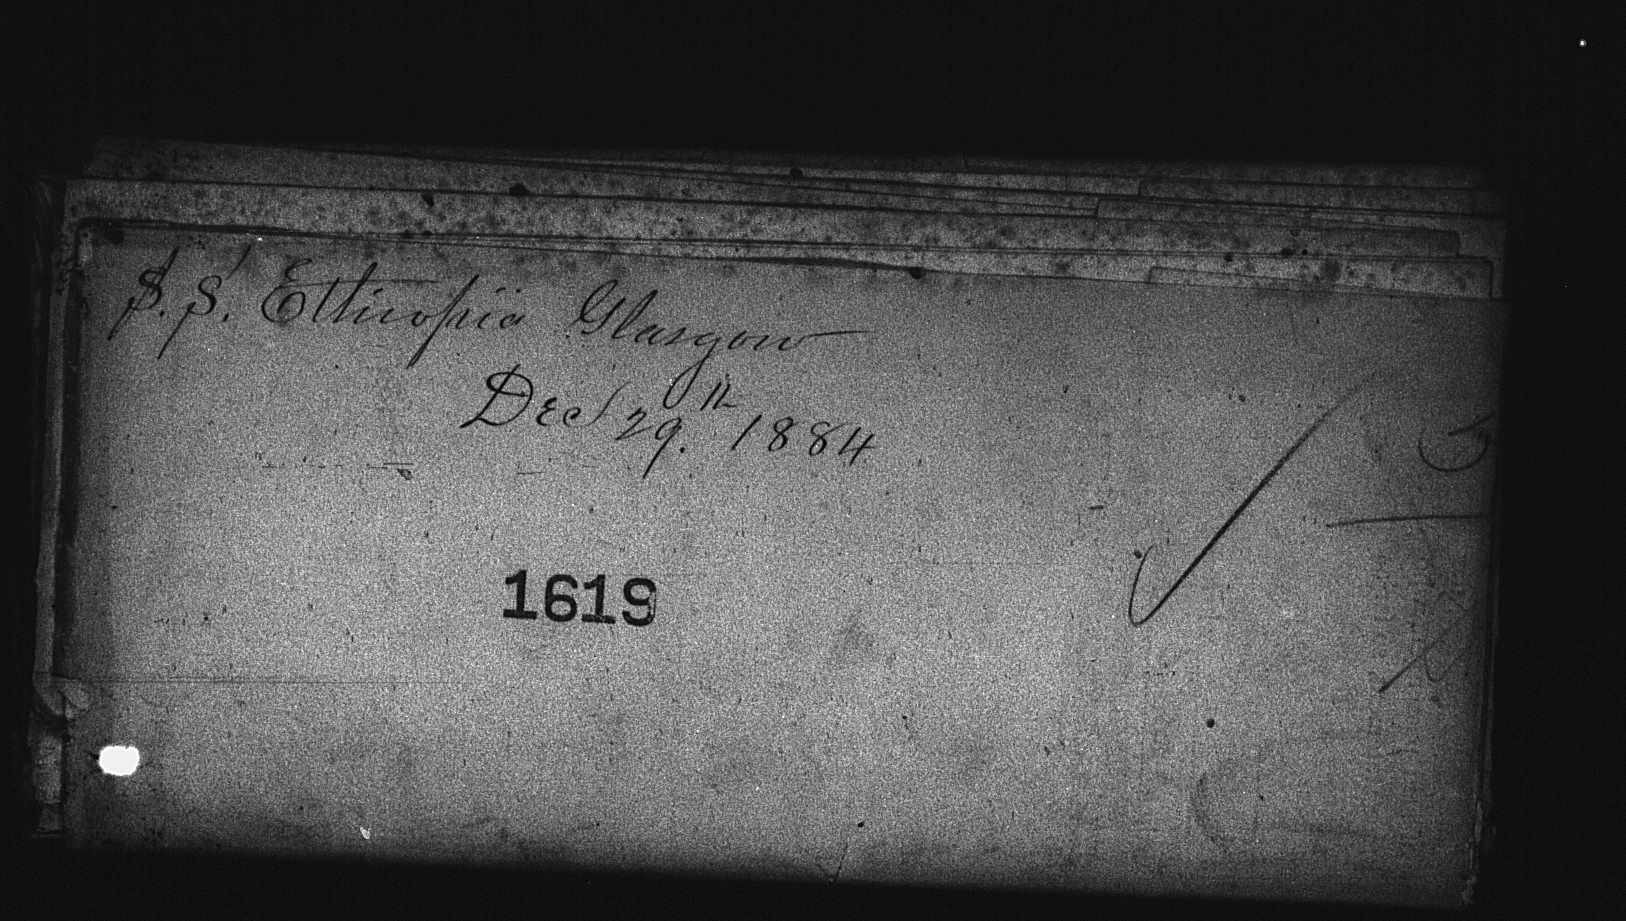 S.S. Ethiopia Glasgow
Dec 29th. 1884
1619